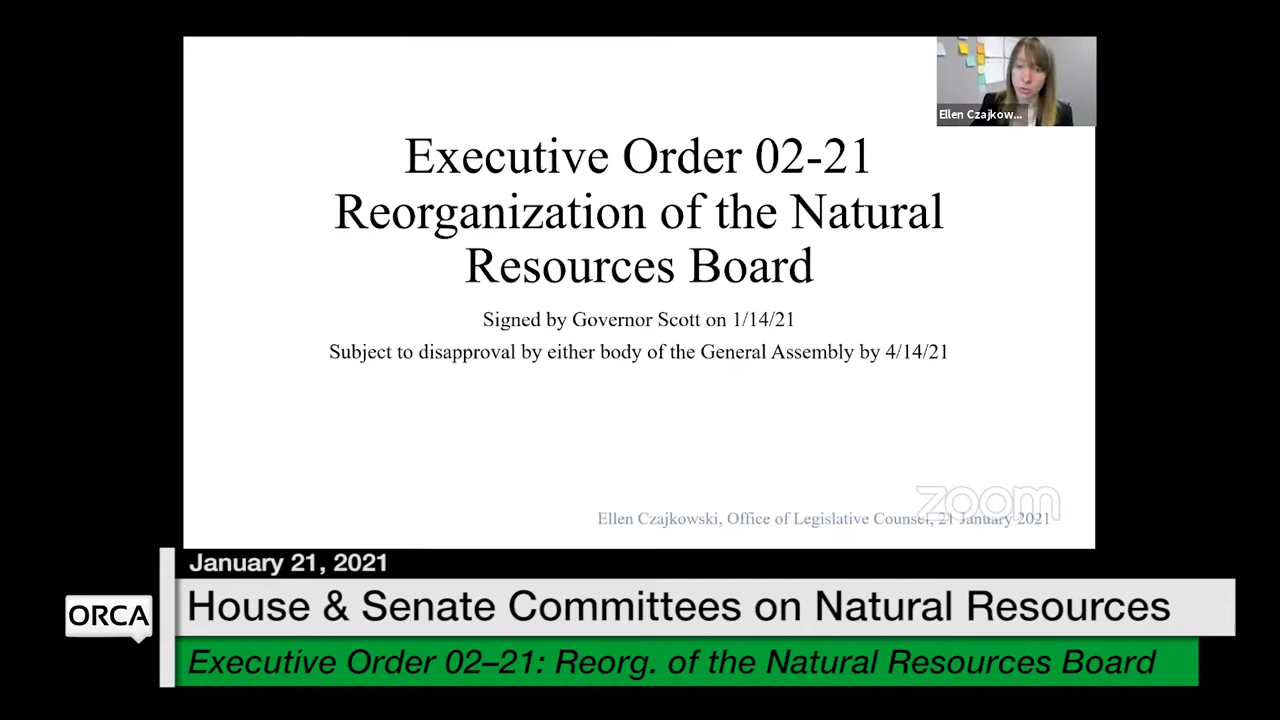 Ellen Czajkow...
Executive Order 02-21
Reorganization of the Natural
Resources Board
Signed by Governor Scott on 1/14/21
Subject to disapproval by either body of the General Assembly by 4/14/21
zoom
Ellen Czajkowski, Office of Legislative Counsel, 21 January 2021
January 21, 2021
ORCA
House & Senate Committees on Natural Resources
Executive Order 02–21: Reorg. of the Natural Resources Board